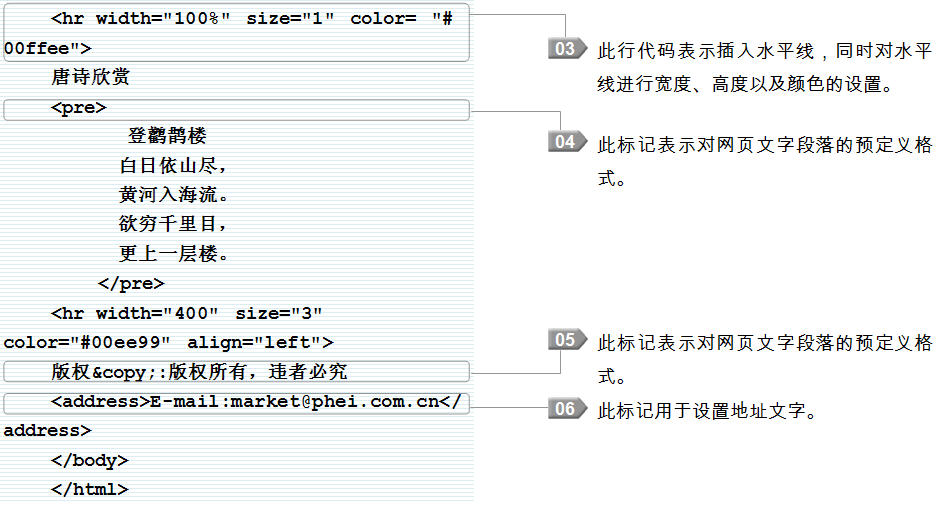 <hr width="100%" size="1" color= "#
00ffee">
唐诗欣赏
<pre>
登鸛鹊楼
白日依山尽，
黄河入海流。
欲穷千里目，
更上一层楼。
</pre>
<hr width="400" size="3"
color="#00ee99" align="left">
版权&copy;:版权所有，违者必究
<address>E-mail:market@phei.com.cn</
address>
</body>
</html>
03 此行代码表示插入水平线，同时对水平
线进行宽度、高度以及颜色的设置。
04 此标记表示对网页文字段落的预定义格
式。
05 此标记表示对网页文字段落的预定义格
式。
06 此标记用于设置地址文字。